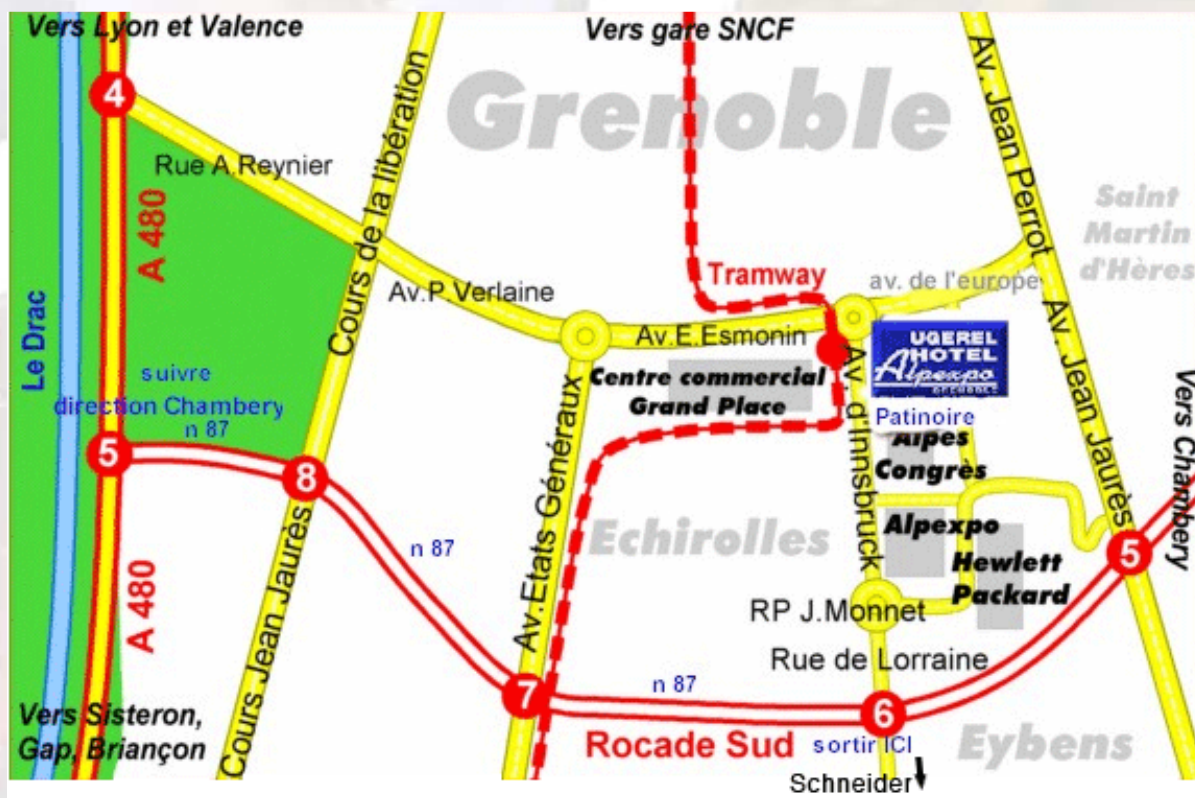 Vers Lyon et Valence
Vers gare SNCF
Av. Jean Perrot
4
Grenoble
Rue A.Reynier
Cours de la libération
A 480
Saint
Martin
d'Hères
Le Drac
Av.P.Verlaine
Tramway
av. de l'europe
Av.E.Esmonin
UGEREL
HOTEL
Alpexpo
GRENOBLE
Centre commercial
Grand Place
Av. d'Innsbruck
Patinoire
Alpes
Congrès
Av. Jean Jaurès
Vers Chambery
suivre
direction Chambery
n 87
5
8
Cours Jean Jaurès
n 87
Av.Etats Généraux
Echirolles
Alpexpo
Hewlett
Packard
5
A 480
RP J.Monnet
Rue de Lorraine
7
n 87
6
Vers Sisteron,
Gap, Briançon
Rocade Sud
sortir ICI
Eybens
Schneider